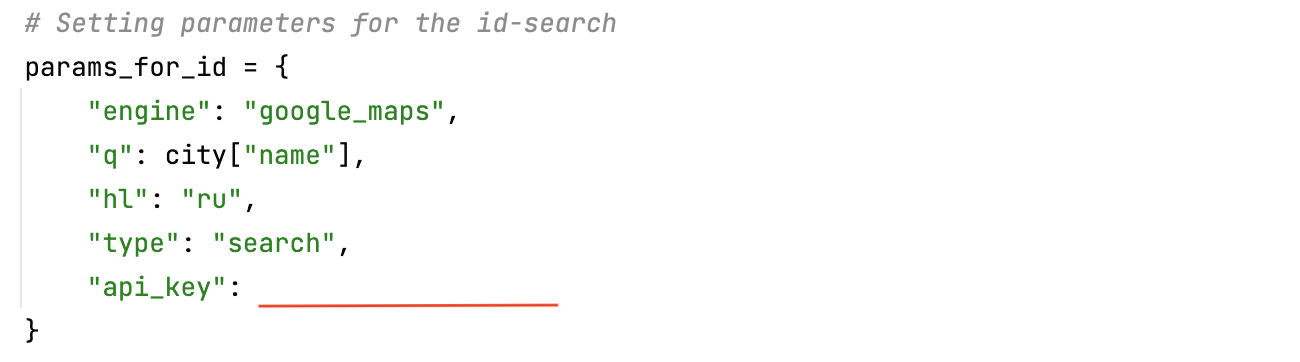 # Setting parameters for the id-search
params_for_id = {
    "engine": "google_maps",
    "q": city["name"],
    "hl": "ru",
    "type": "search",
    "api_key":
}